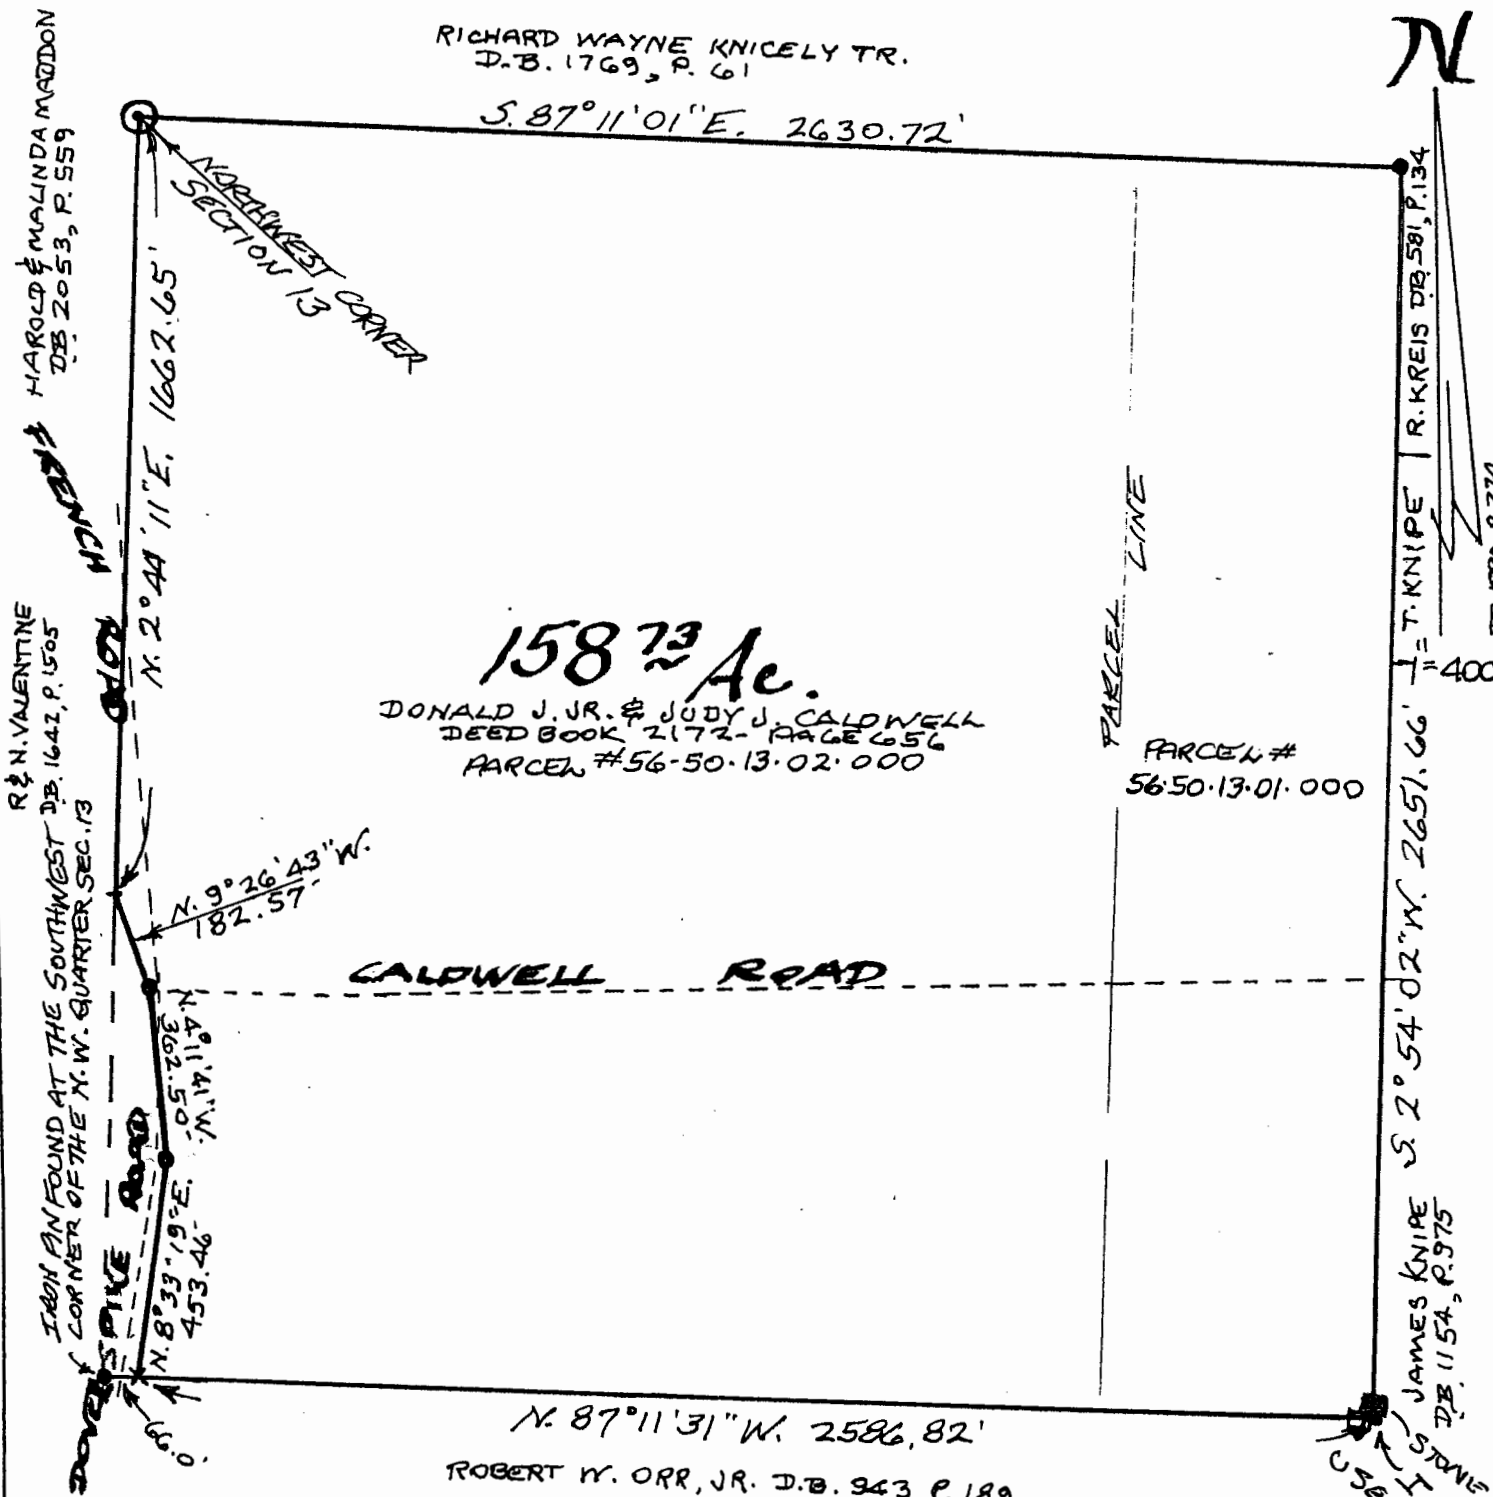 RICHARD WAYNE KNICELY TR.
D.B. 1769, P. 61
N
S. 87° 11' 01" E. 2630.72'
HAROLD & MALINDA MADDON
DB 2053, P. 559
NORTHWEST CORNER
SECTION 13
N. 2° 44' 11" E. 1662.65'
R. KREIS DB. 581, P. 134
T. KNIPE
PARCEL LINE
R & N. VALENTINE
DB. 1642, P. 1505
158 73 Ac.
DONALD J. JR. & JUDY J. CALDWELL
DEED BOOK 2172 - PAGE 656
PARCEL # 56-50-13-02.000
PARCEL #
56-50-13-01.000
1" = 400
N. 9° 26' 43" W.
182.57'
CALDWELL ROAD
N. 4° 11' 41" W.
362.50'
IRON PIN FOUND AT THE SOUTHWEST
CORNER OF THE N.W. QUARTER SEC. 13
S. 2° 54' 02" W. 2651.66'
N. 8° 33' 19" E.
453.46'
SPIKE ROAD
66.0'
JAMES KNIPE
DB. 1154, P. 975
STONE
N. 87° 11' 31" W. 2586.82'
ROBERT W. ORR, JR. D.B. 943 P. 189